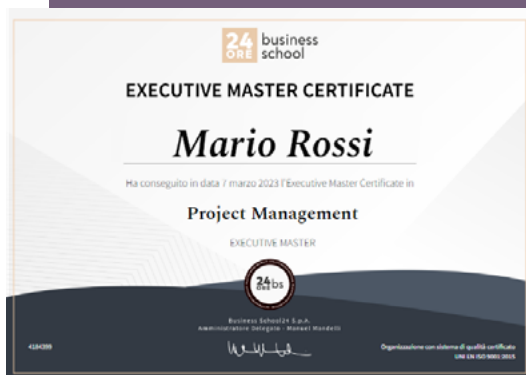 24 business
ORE school
EXECUTIVE MASTER CERTIFICATE
Mario Rossi
Ha conseguito in data 7 marzo 2023 l'Executive Master Certificate in
Project Management
EXECUTIVE MASTER
24 ORE bs
Business School24 S.p.A.
Amministratore Delegato - Manuel Mandelli
Organizzazione con sistema di qualità certificato
UNI EN ISO 9001:2015